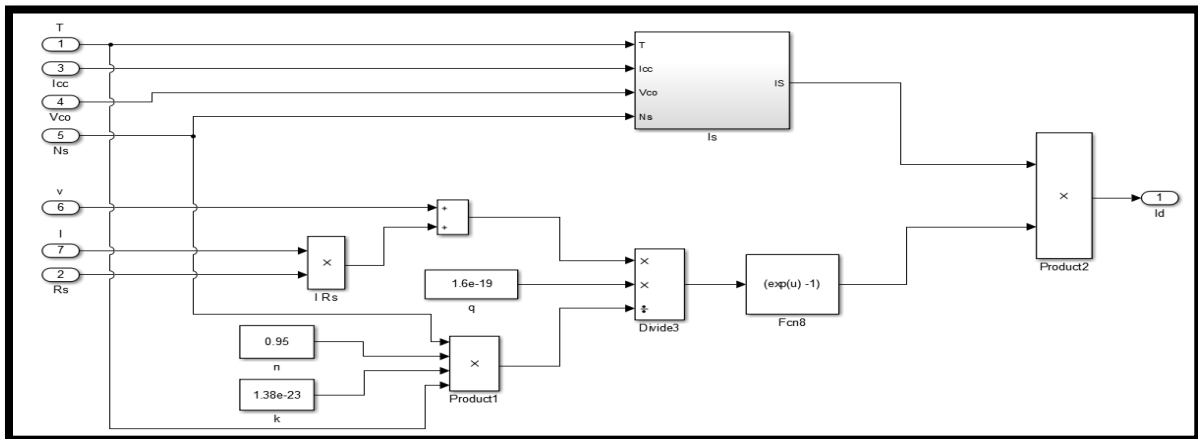 T
1
3
Icc
4
Vco
5
Ns
v
6
I
7
2
Rs
T
Icc
Vco
Ns
IS
Is
+
+
×
I Rs
1.6e-19
q
0.95
n
1.38e-23
k
×
Product1
×
×
÷
Divide3
(exp(u) -1)
Fcn8
×
Product2
1
Id